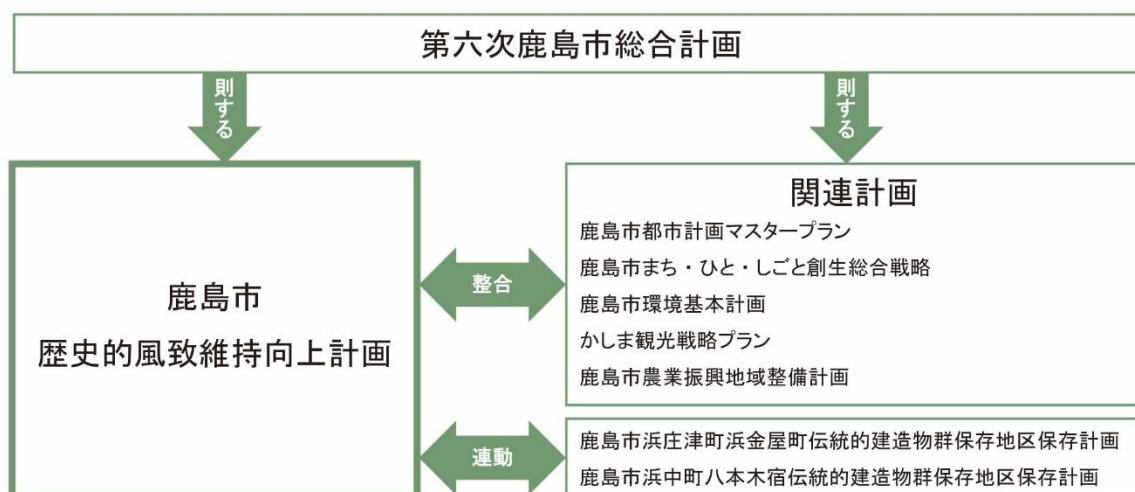 第六次鹿島市総合計画
則する
則する
鹿島市
歴史的風致維持向上計画
整合
連動
関連計画
鹿島市都市計画マスタープラン
鹿島市まち・ひと・しごと創生総合戦略
鹿島市環境基本計画
かしま観光戦略プラン
鹿島市農業振興地域整備計画
鹿島市浜庄津町浜金屋町伝統的建造物群保存地区保存計画
鹿島市浜中町八本木宿伝統的建造物群保存地区保存計画